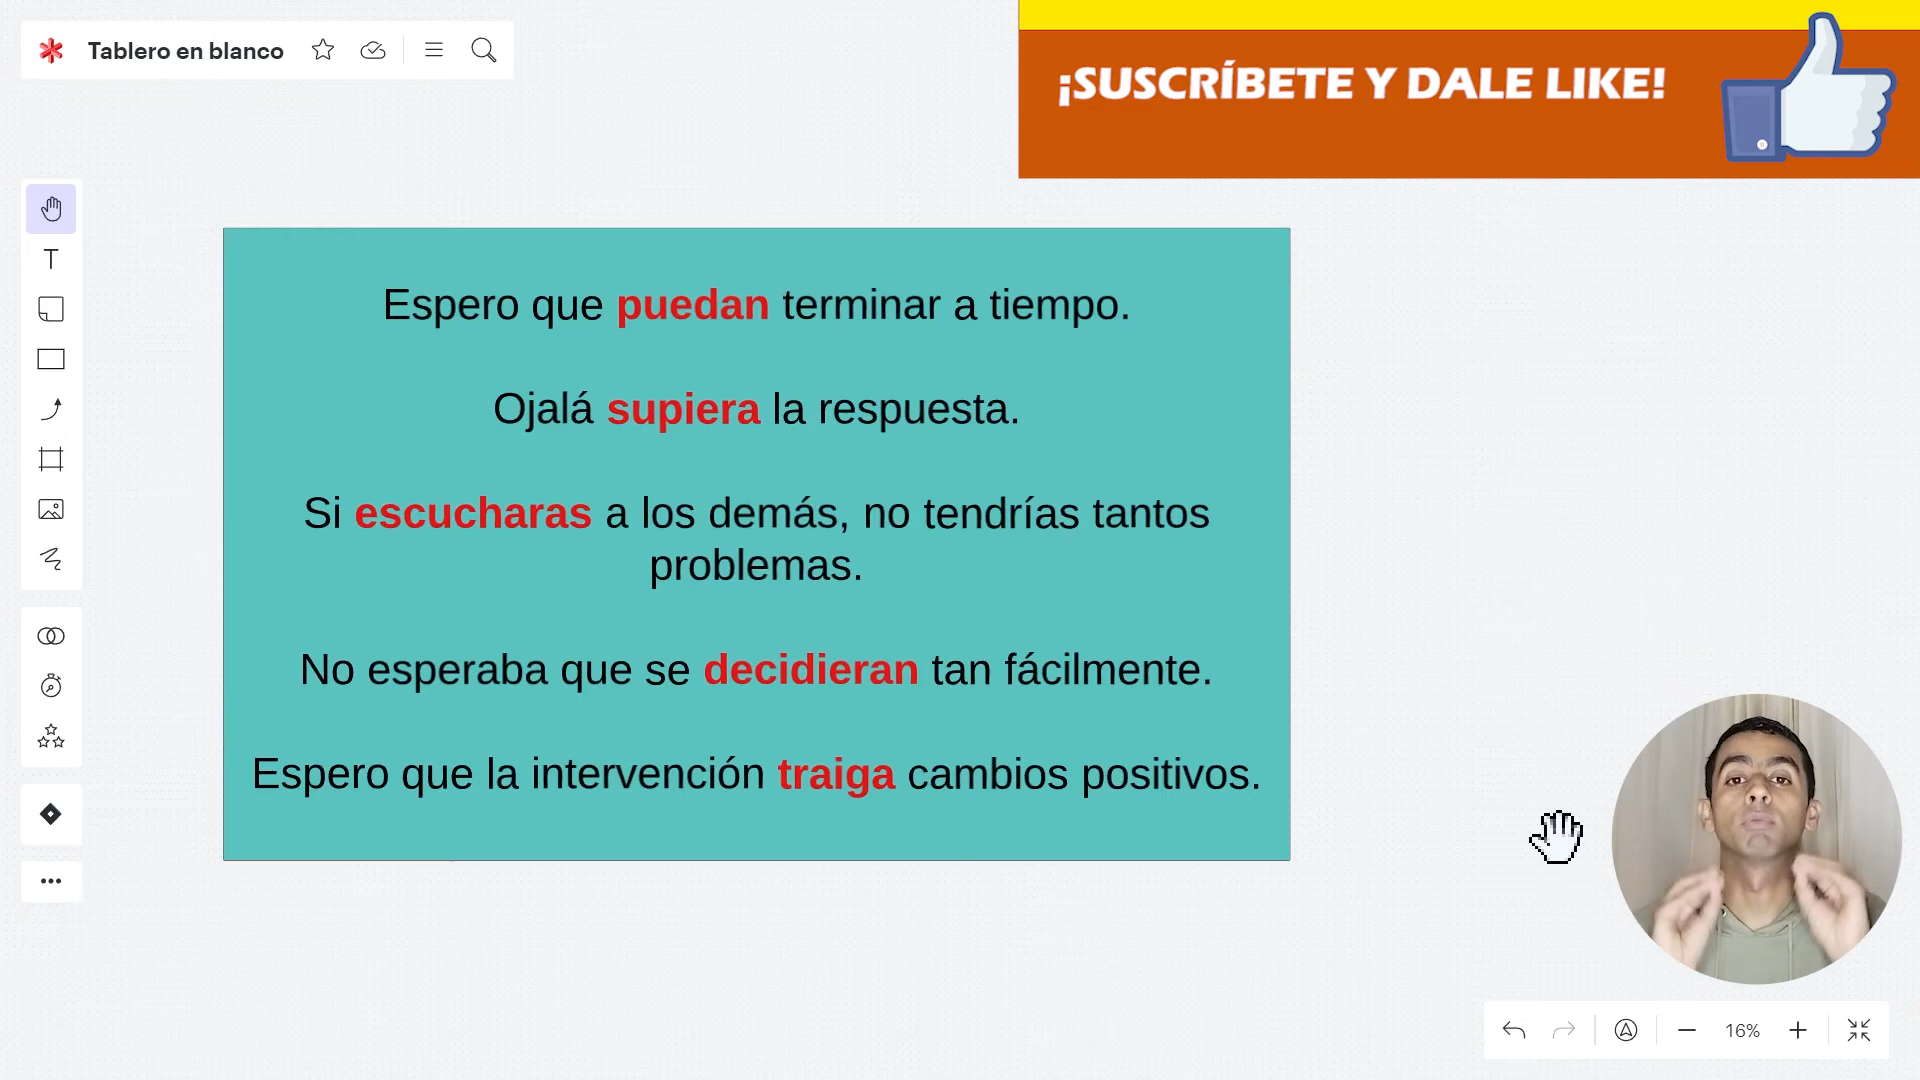 Tablero en blanco
¡SUSCRÍBETE Y DALE LIKE!
T
Espero que puedan terminar a tiempo.
Ojalá supiera la respuesta.
Si escucharas a los demás, no tendrías tantos
problemas.
No esperaba que se decidieran tan fácilmente.
Espero que la intervención traiga cambios positivos.
16%